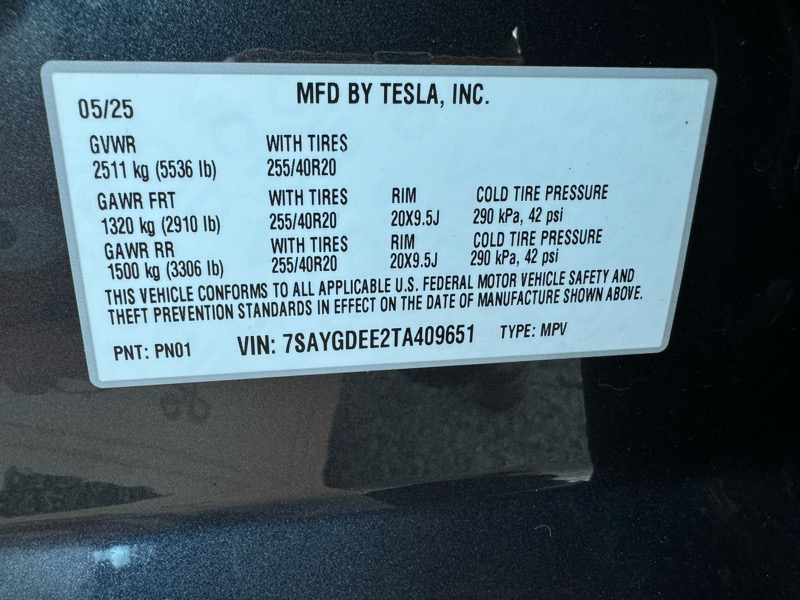 MFD BY TESLA, INC.
05/25
GVWR WITH TIRES
2511 kg (5536 lb) 255/40R20
GAWR FRT WITH TIRES RIM COLD TIRE PRESSURE
1320 kg (2910 lb) 255/40R20 20X9.5J 290 kPa, 42 psi
GAWR RR WITH TIRES RIM COLD TIRE PRESSURE
1500 kg (3306 lb) 255/40R20 20X9.5J 290 kPa, 42 psi
THIS VEHICLE CONFORMS TO ALL APPLICABLE U.S. FEDERAL MOTOR VEHICLE SAFETY AND
THEFT PREVENTION STANDARDS IN EFFECT ON THE DATE OF MANUFACTURE SHOWN ABOVE.
PNT: PN01 VIN: 7SAYGDEE2TA409651 TYPE: MPV